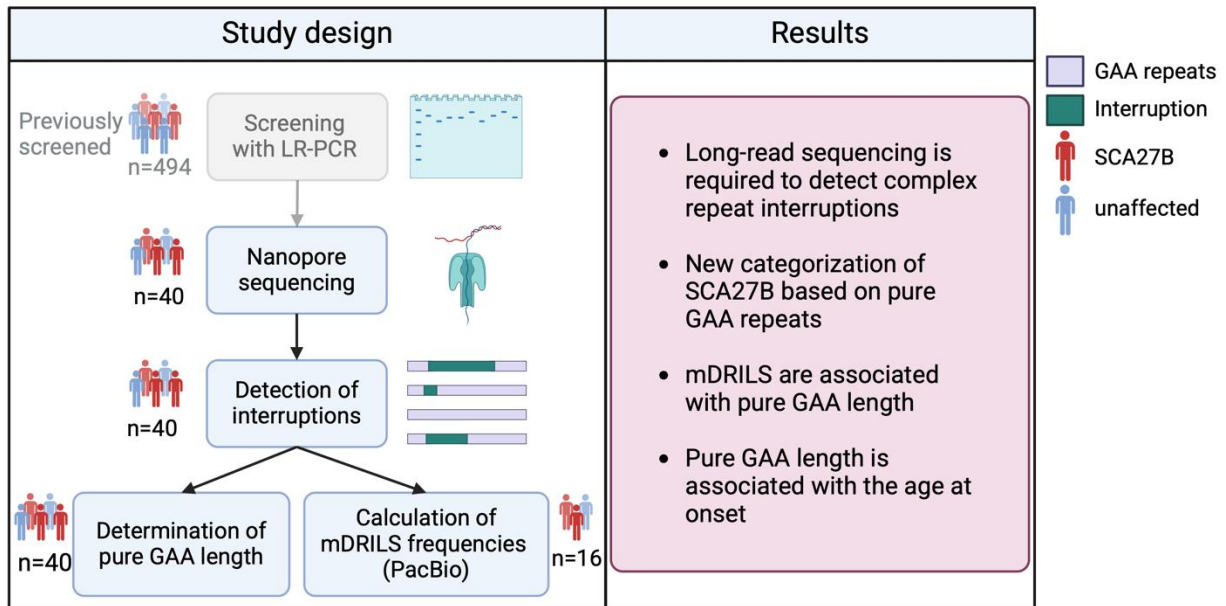 Study design
Results
Previously
screened
n=494
Screening
with LR-PCR
n=40
Nanopore
sequencing
n=40
Detection of
interruptions
n=40
Determination of
pure GAA length
Calculation of
mDRILS frequencies
(PacBio)
n=16
• Long-read sequencing is
required to detect complex
repeat interruptions
• New categorization of
SCA27B based on pure
GAA repeats
• mDRILS are associated
with pure GAA length
• Pure GAA length is
associated with the age at
onset
GAA repeats
Interruption
SCA27B
unaffected